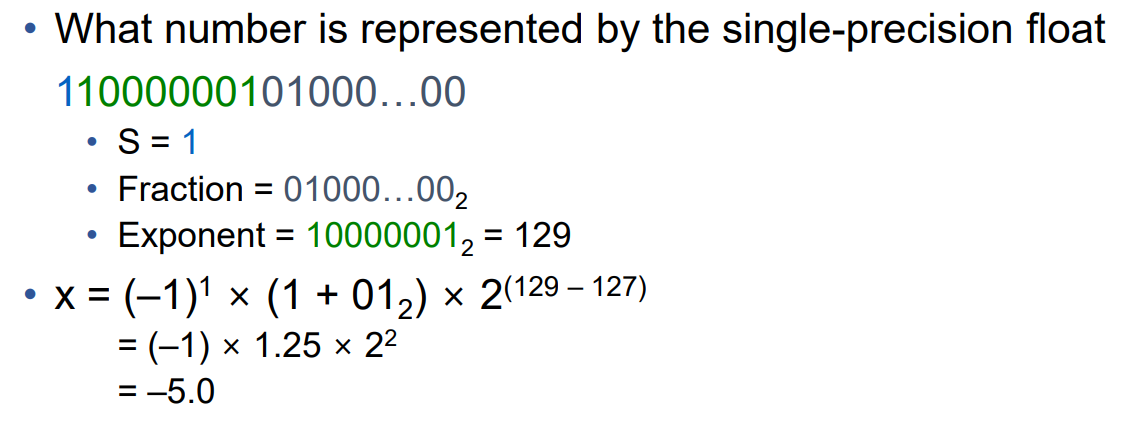 • What number is represented by the single-precision float
11000000101000…00
• S = 1
• Fraction = 01000…00₂
• Exponent = 10000001₂ = 129
• x = (–1)¹ × (1 + 01₂) × 2⁽¹²⁹ ⁻ ¹²⁷⁾
= (–1) × 1.25 × 2²
= –5.0